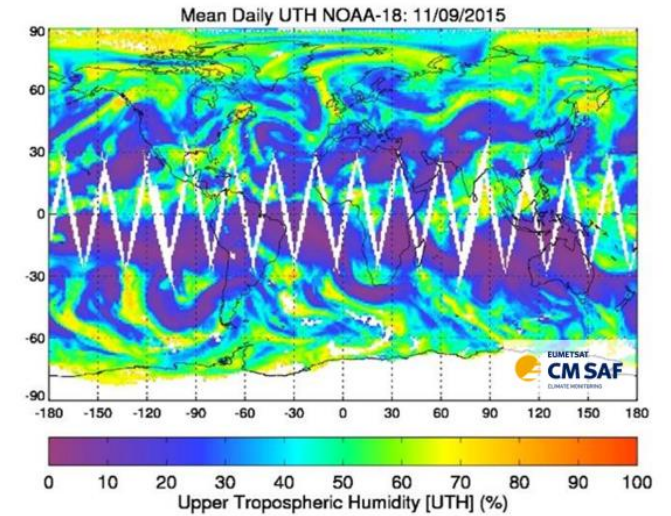 Mean Daily UTH NOAA-18: 11/09/2015
90
60
30
0
-30
-60
-90
EUMETSAT
CM SAF
CLIMATE MONITORING
-180 -150 -120 -90 -60 -30 0 30 60 90 120 150 180
0 10 20 30 40 50 60 70 80 90 100
Upper Tropospheric Humidity [UTH] (%)